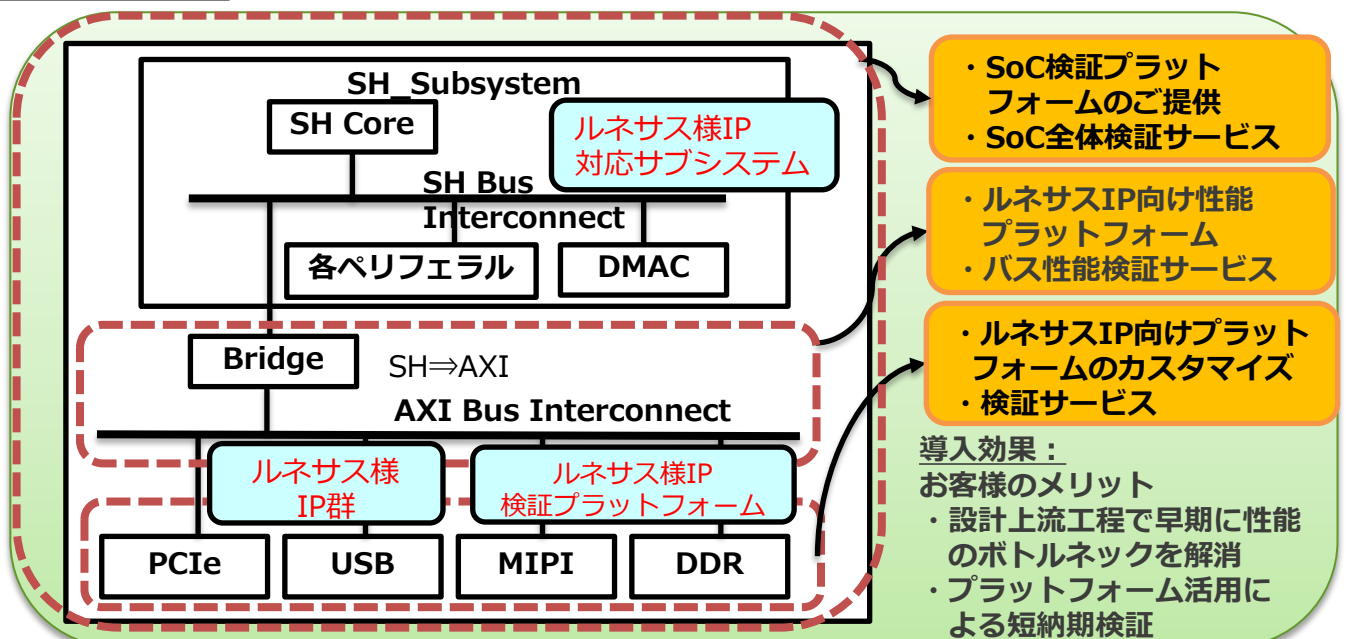 SH_Subsystem
SH Core
ルネサス様IP
対応サブシステム
SH Bus
Interconnect
各ペリフェラル
DMAC
Bridge
SH⇒AXI
AXI Bus Interconnect
ルネサス様
IP群
ルネサス様IP
検証プラットフォーム
PCIe
USB
MIPI
DDR
・SoC検証プラット
フォームのご提供
・SoC全体検証サービス
・ルネサスIP向け性能
プラットフォーム
・バス性能検証サービス
・ルネサスIP向けプラット
フォームのカスタマイズ
・検証サービス
導入効果：
お客様のメリット
・設計上流工程で早期に性能
のボトルネックを解消
・プラットフォーム活用に
よる短納期検証